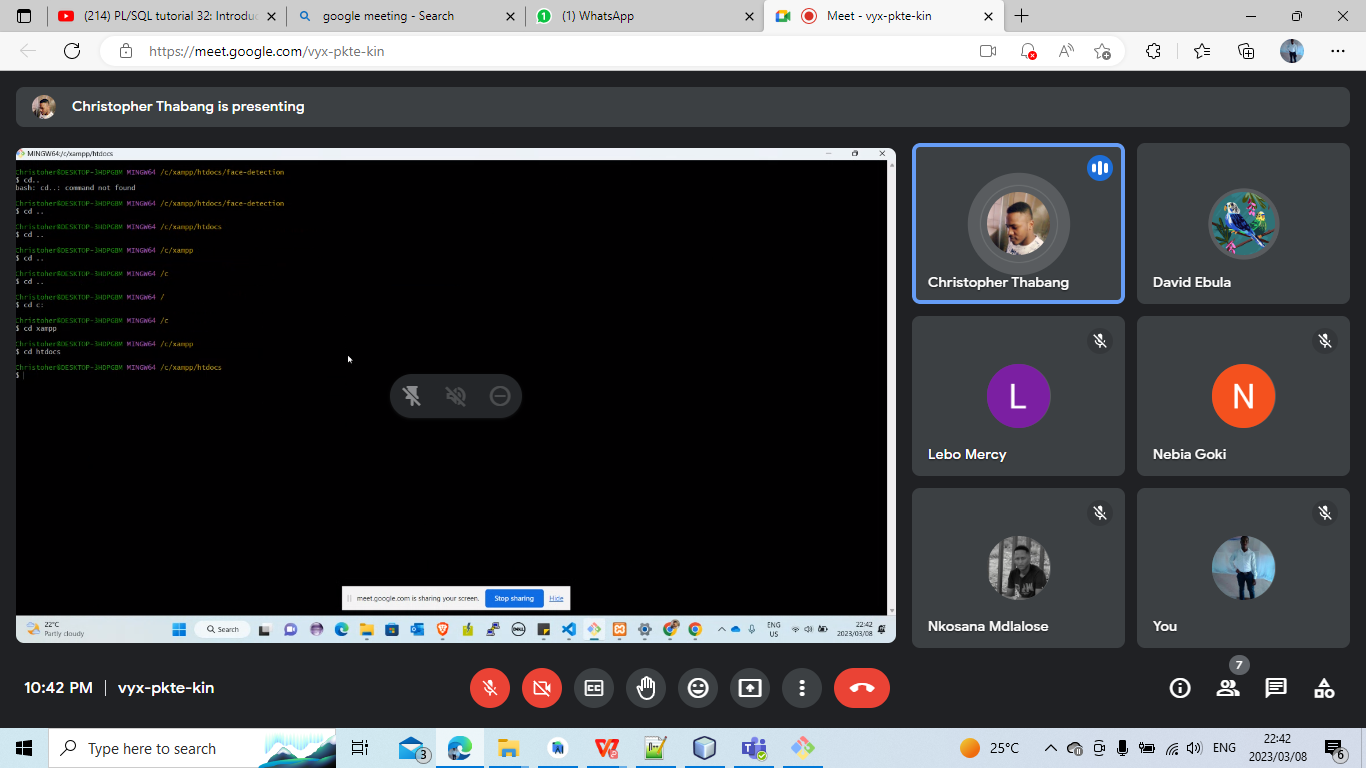 (214) PL/SQL tutorial 32: Introduc
google meeting - Search
(1) WhatsApp
Meet - vyx-pkte-kin
https://meet.google.com/vyx-pkte-kin
Christopher Thabang is presenting
MINGW64:/c/xampp/htdocs
Christoher@DESKTOP-3HDPGBM MINGW64 /c/xampp/htdocs/face-detection
$ cd..
bash: cd..: command not found
Christoher@DESKTOP-3HDPGBM MINGW64 /c/xampp/htdocs/face-detection
$ cd ..
Christoher@DESKTOP-3HDPGBM MINGW64 /c/xampp/htdocs
$ cd ..
Christoher@DESKTOP-3HDPGBM MINGW64 /c/xampp
$ cd ..
Christoher@DESKTOP-3HDPGBM MINGW64 /c
$ cd ..
Christoher@DESKTOP-3HDPGBM MINGW64 /
$ cd c:
Christoher@DESKTOP-3HDPGBM MINGW64 /c
$ cd xampp
Christoher@DESKTOP-3HDPGBM MINGW64 /c/xampp
$ cd htdocs
Christoher@DESKTOP-3HDPGBM MINGW64 /c/xampp/htdocs
$
meet.google.com is sharing your screen.
Stop sharing
Hide
22°C
Partly cloudy
Search
DELL
ENG
US
22:42
2023/03/08
Christopher Thabang
David Ebula
L
Lebo Mercy
N
Nebia Goki
Nkosana Mdlalose
You
10:42 PM | vyx-pkte-kin
CC
7
Type here to search
3
25°C
ENG
22:42
2023/03/08
6